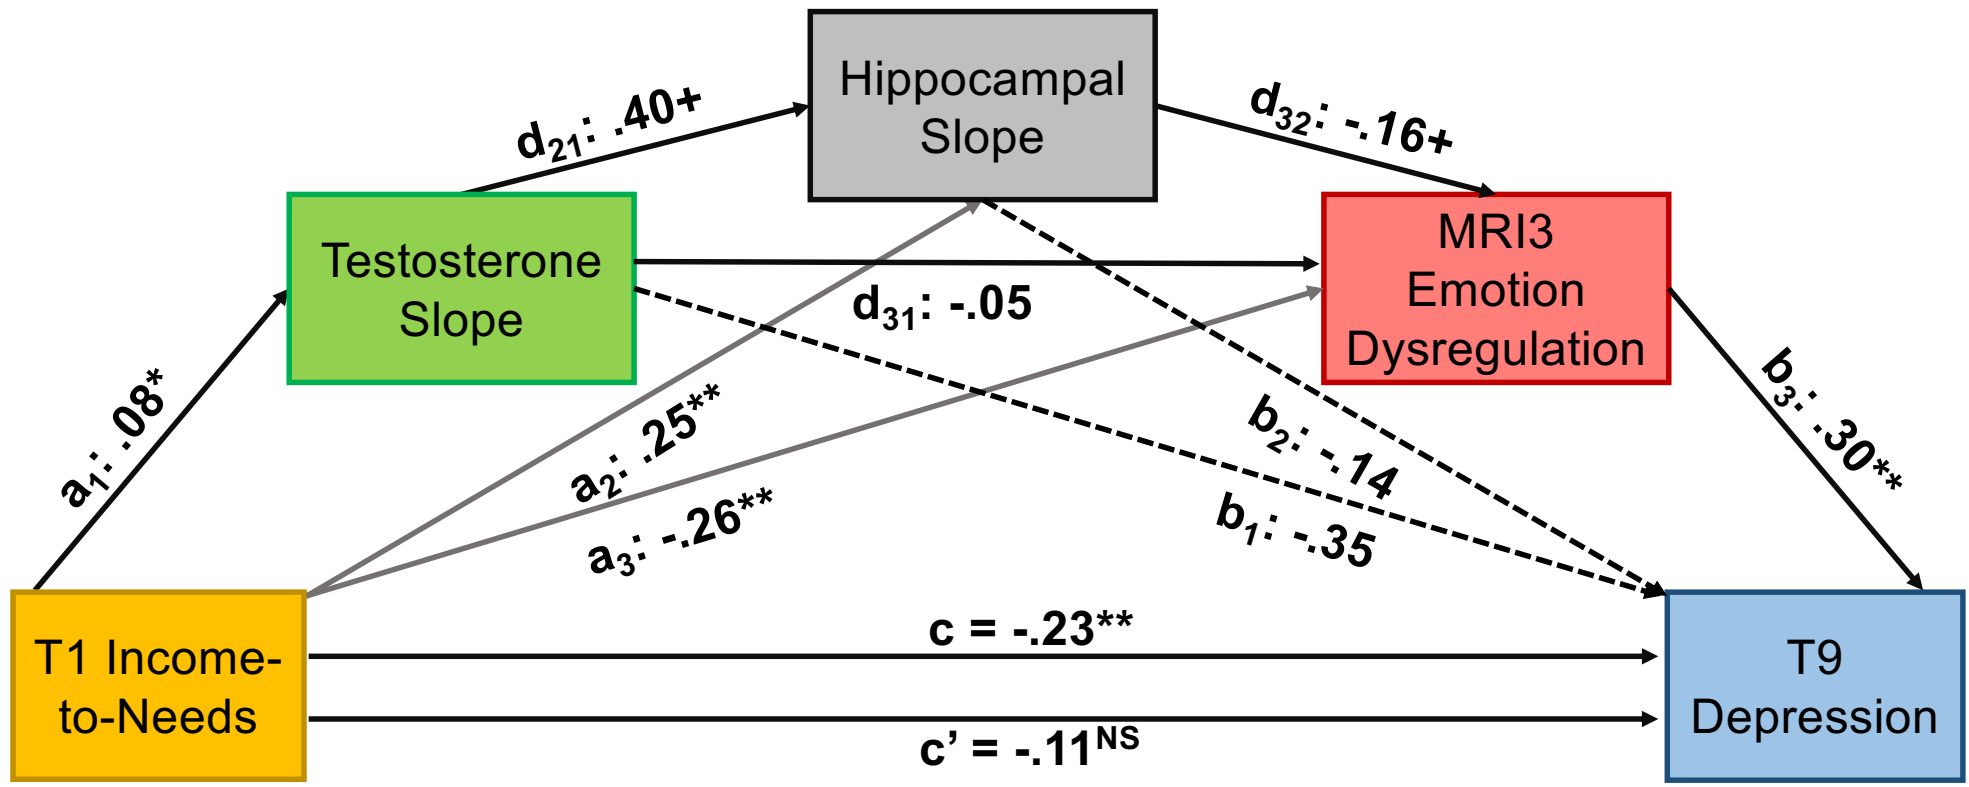 Hippocampal
Slope
d21: .40+
d32: -.16+
Testosterone
Slope
MRI3
Emotion
Dysregulation
d31: -.05
a1: .08*
a2: .25**
a3: -.26**
b2: -.14
b1: -.35
b3: .30**
T1 Income-
to-Needs
c = -.23**
c’ = -.11NS
T9
Depression